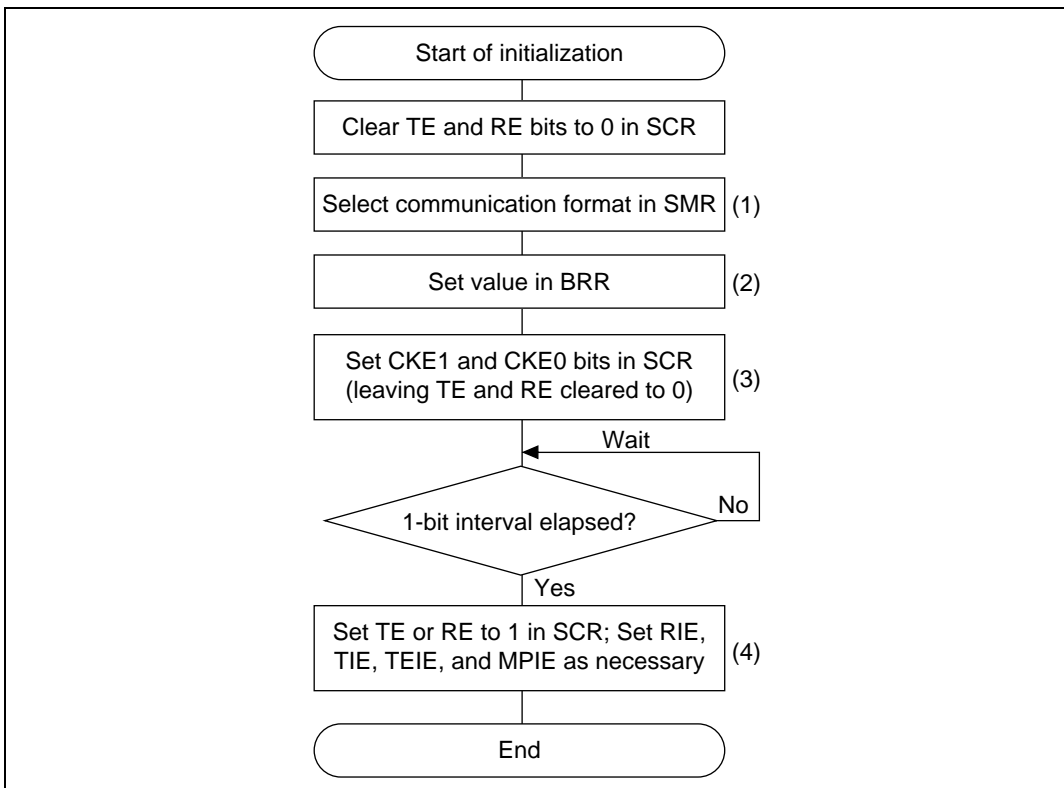 Start of initialization
Clear TE and RE bits to 0 in SCR
Select communication format in SMR
(1)
Set value in BRR
(2)
Set CKE1 and CKE0 bits in SCR
(leaving TE and RE cleared to 0)
(3)
Wait
1-bit interval elapsed?
No
Yes
Set TE or RE to 1 in SCR; Set RIE,
TIE, TEIE, and MPIE as necessary
(4)
End